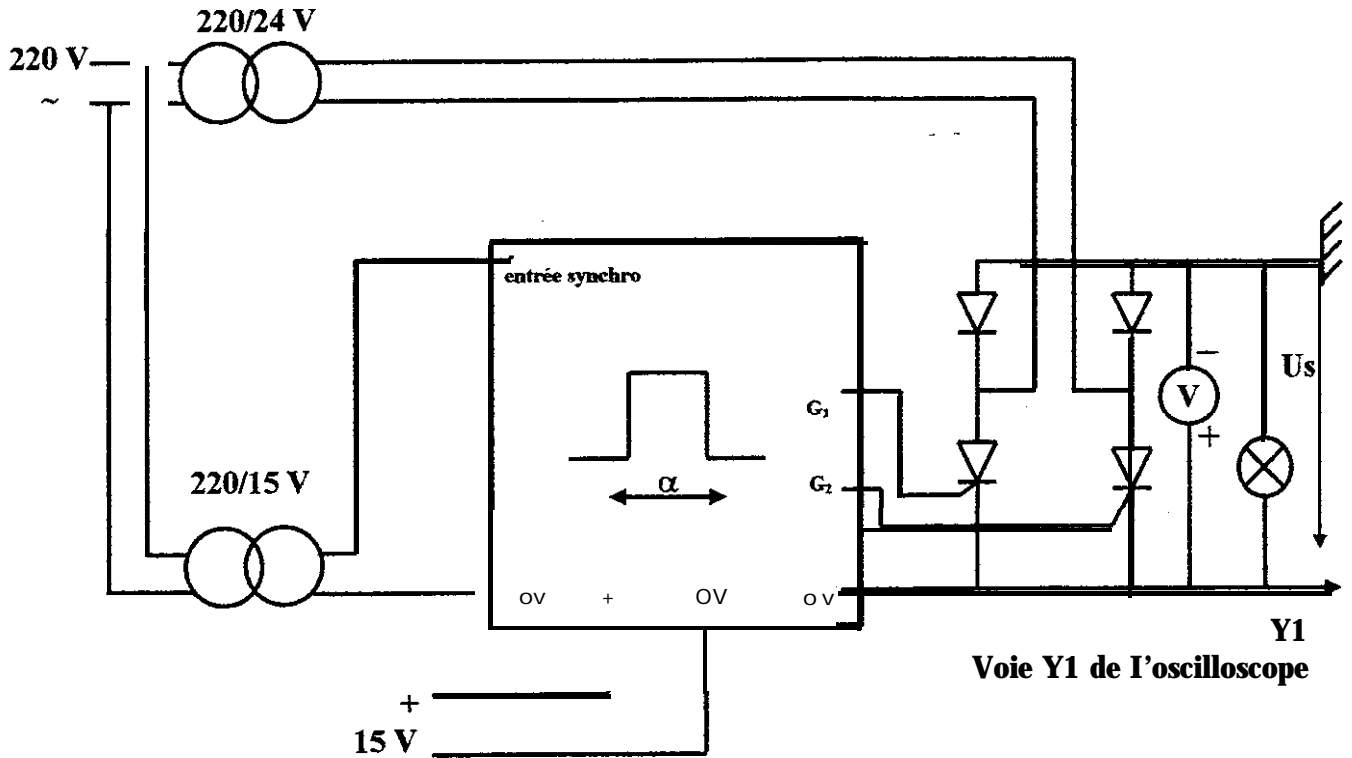 220/24 V
220 V
~
entrée synchro
G1
G2
α
220/15 V
OV + OV O V
+
15 V
−
V
+
Us
Y1
Voie Y1 de I'oscilloscope